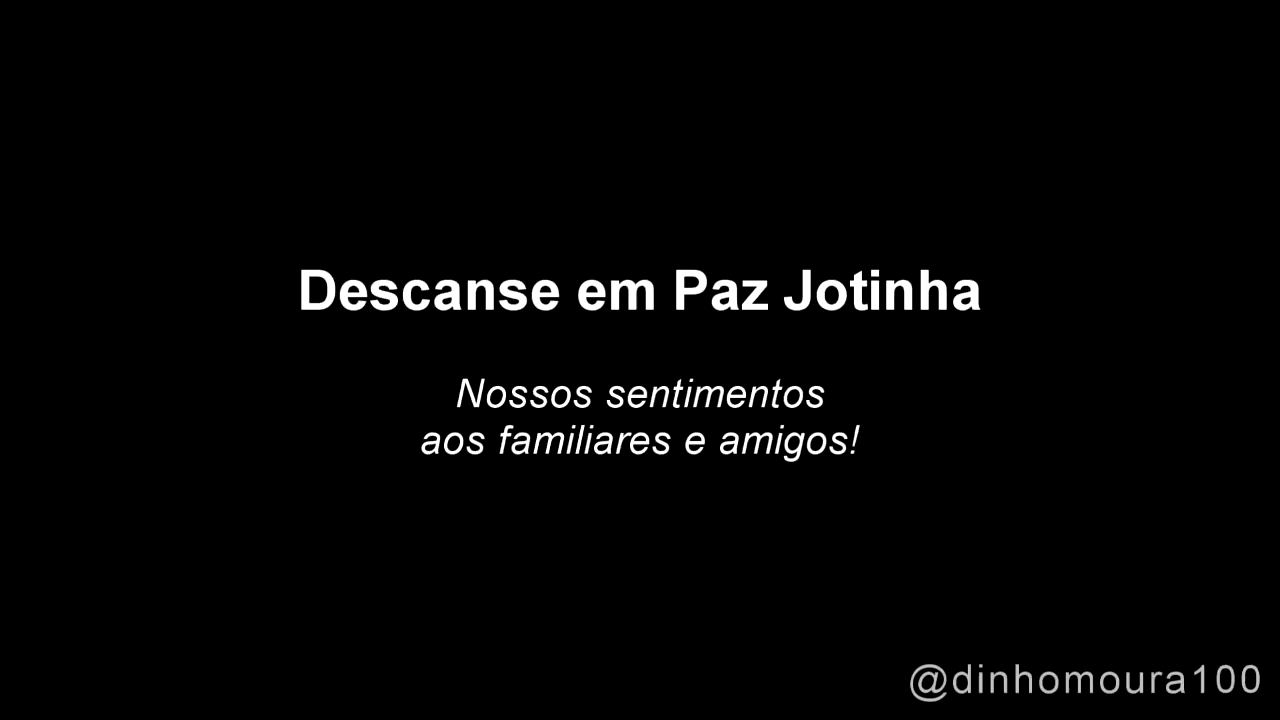 Descanse em Paz Jotinha
Nossos sentimentos
aos familiares e amigos!
@dinhomoura100